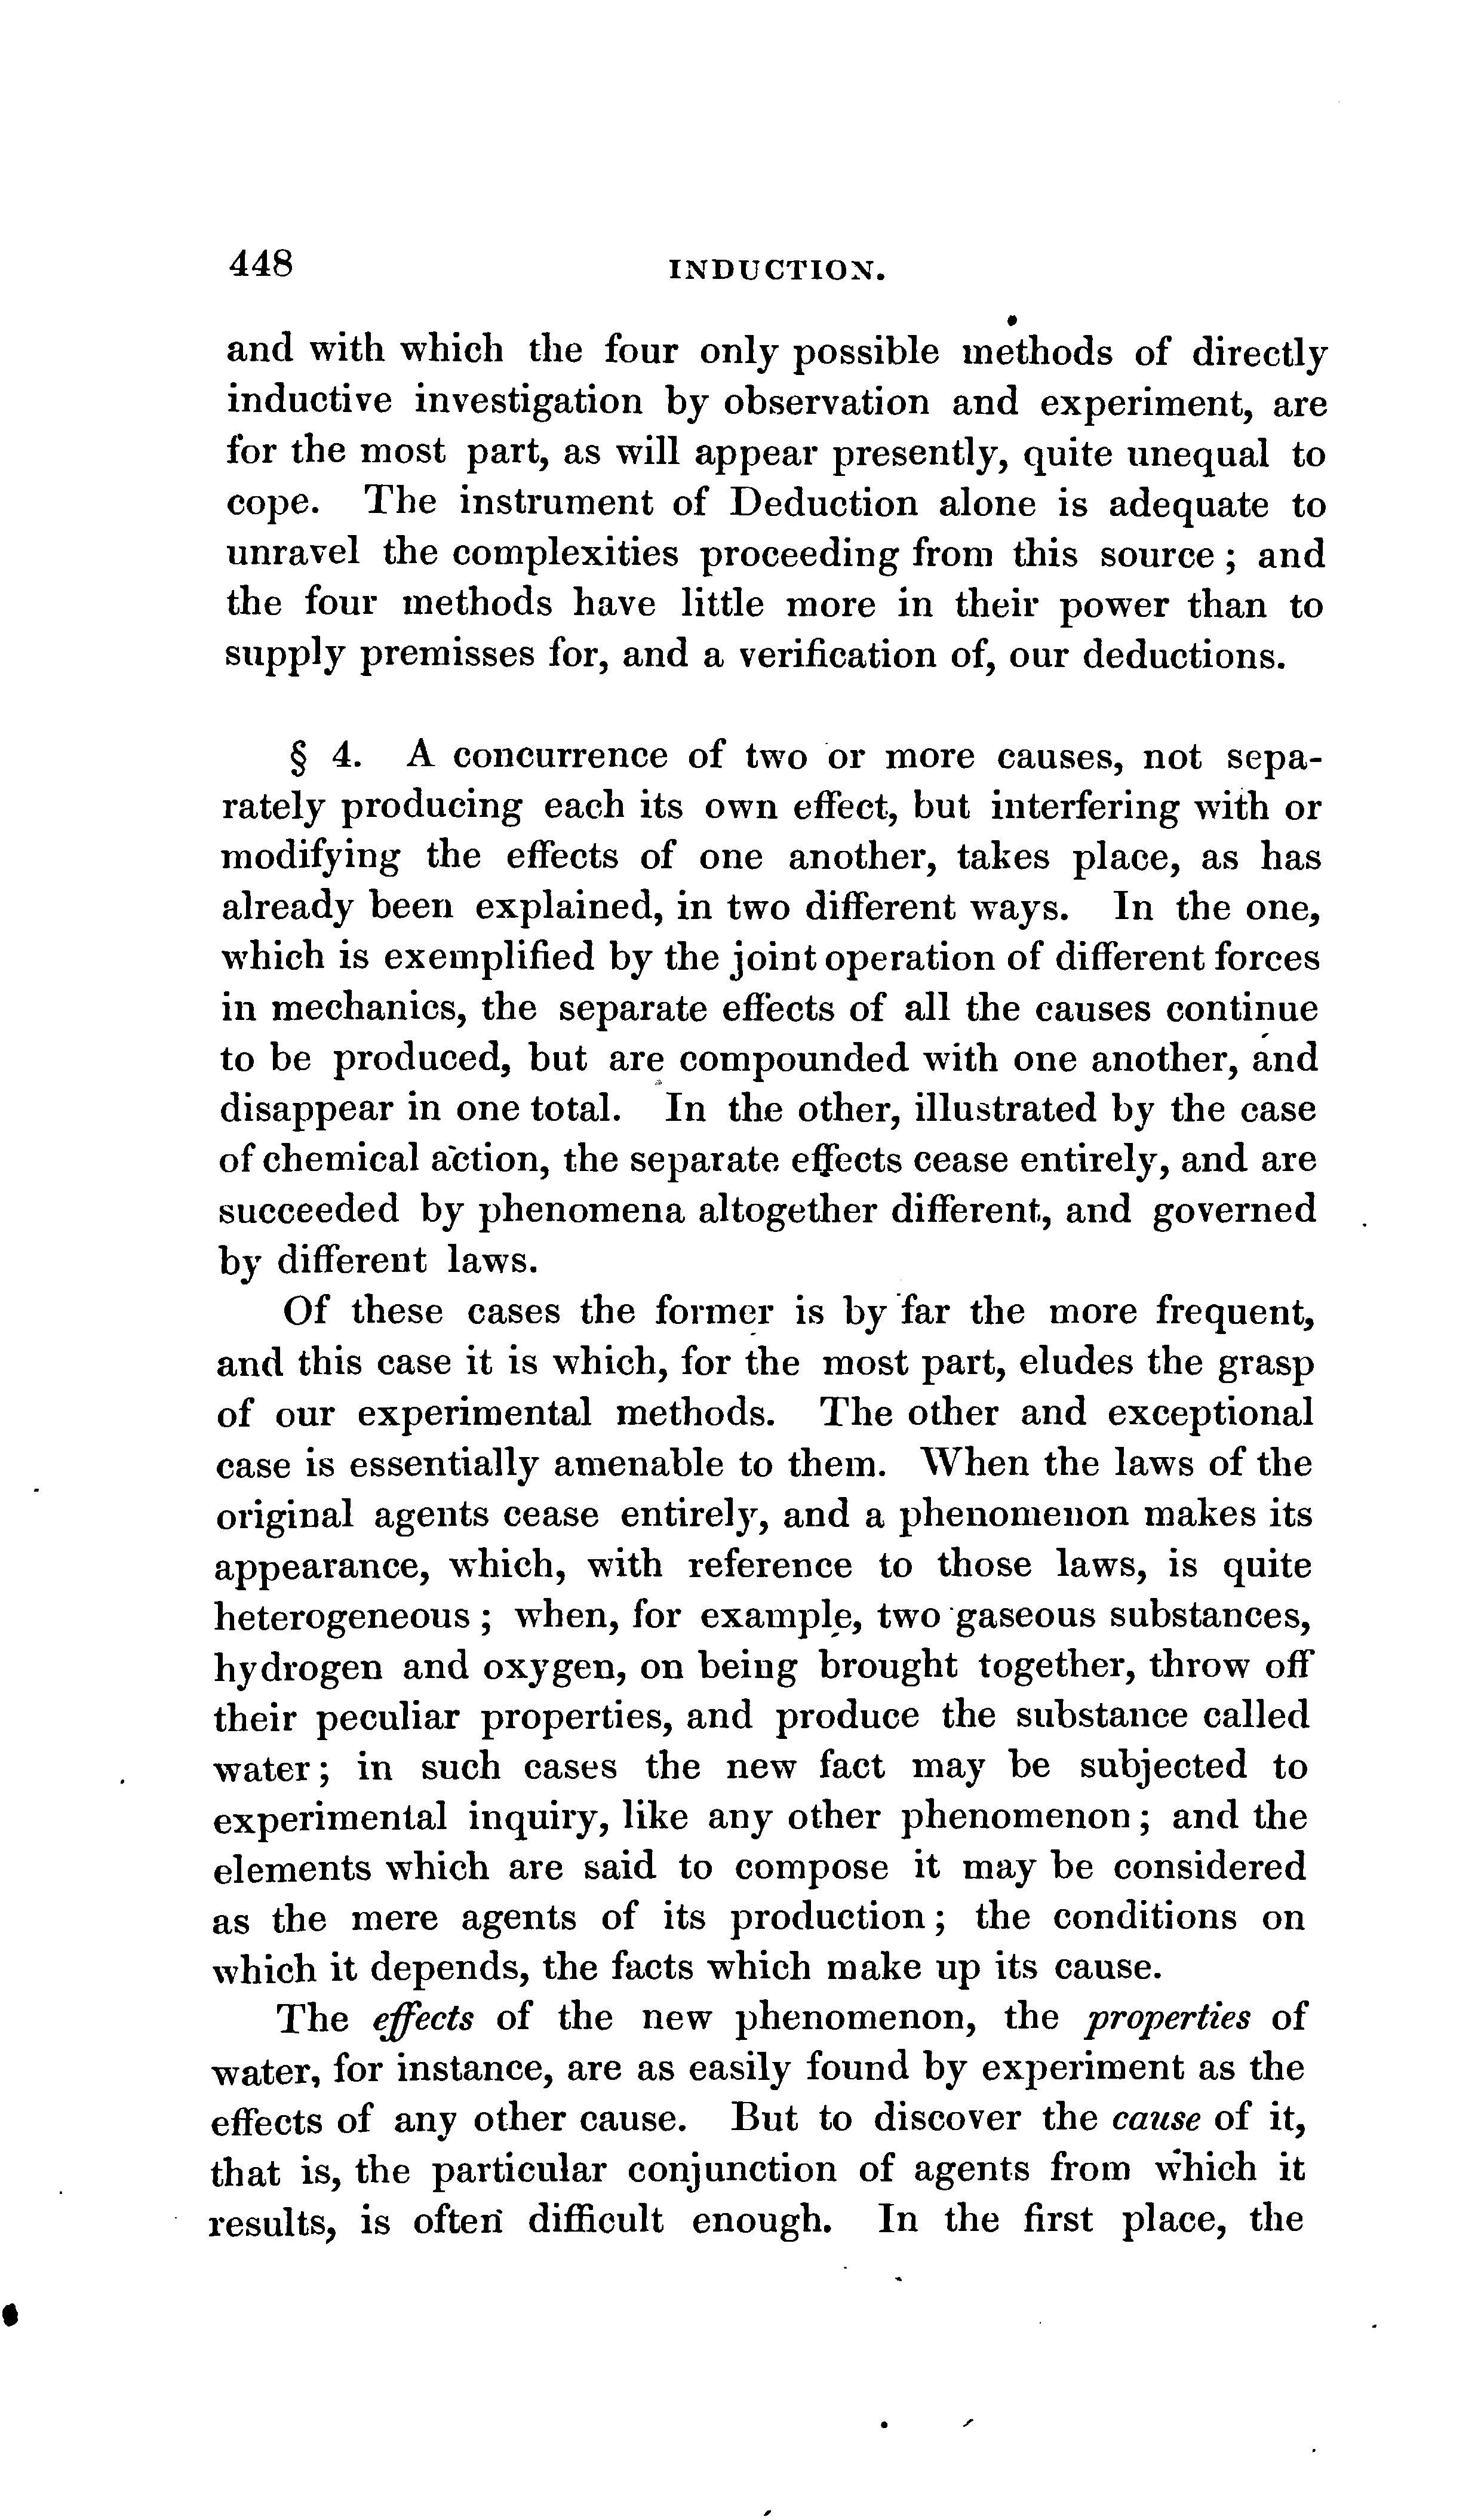 448 INDUCTION.
and with which the four only possible methods of directly
inductive investigation by observation and experiment, are
for the most part, as will appear presently, quite unequal to
cope. The instrument of Deduction alone is adequate to
unravel the complexities proceeding from this source; and
the four methods have little more in their power than to
supply premisses for, and a verification of, our deductions.
§ 4. A concurrence of two or more causes, not sepa-
rately producing each its own effect, but interfering with or
modifying the effects of one another, takes place, as has
already been explained, in two different ways. In the one,
which is exemplified by the joint operation of different forces
in mechanics, the separate effects of all the causes continue
to be produced, but are compounded with one another, and
disappear in one total. In the other, illustrated by the case
of chemical action, the separate effects cease entirely, and are
succeeded by phenomena altogether different, and governed
by different laws.
Of these cases the former is by far the more frequent,
and this case it is which, for the most part, eludes the grasp
of our experimental methods. The other and exceptional
case is essentially amenable to them. When the laws of the
original agents cease entirely, and a phenomenon makes its
appearance, which, with reference to those laws, is quite
heterogeneous; when, for example, two gaseous substances,
hydrogen and oxygen, on being brought together, throw off
their peculiar properties, and produce the substance called
water; in such cases the new fact may be subjected to
experimental inquiry, like any other phenomenon; and the
elements which are said to compose it may be considered
as the mere agents of its production; the conditions on
which it depends, the facts which make up its cause.
The effects of the new phenomenon, the properties of
water, for instance, are as easily found by experiment as the
effects of any other cause. But to discover the cause of it,
that is, the particular conjunction of agents from which it
results, is often difficult enough. In the first place, the